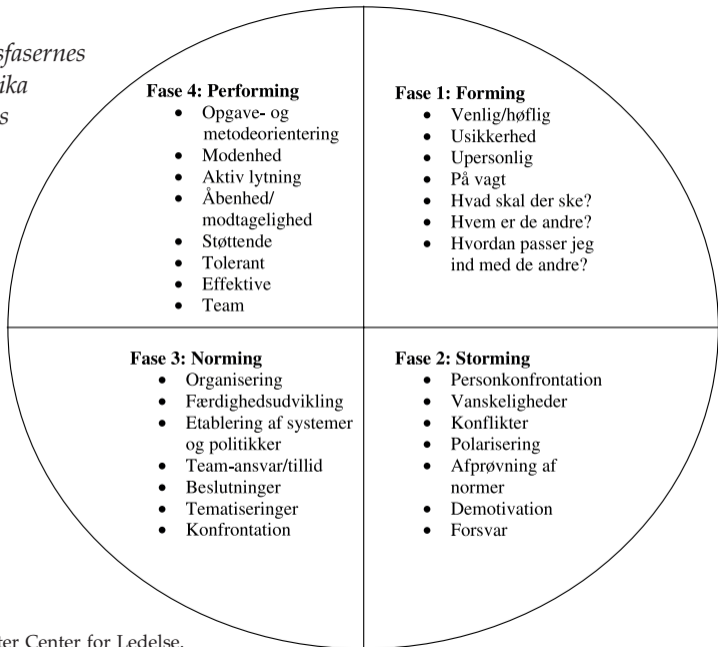 sfasernes
ika
s
Fase 4: Performing
• Opgave- og
metodeorientering
• Modenhed
• Aktiv lytning
• Åbenhed/
modtagelighed
• Støttende
• Tolerant
• Effektive
• Team
Fase 1: Forming
• Venlig/høflig
• Usikkerhed
• Upersonlig
• På vagt
• Hvad skal der ske?
• Hvem er de andre?
• Hvordan passer jeg
ind med de andre?
Fase 3: Norming
• Organisering
• Færdighedsudvikling
• Etablering af systemer
og politikker
• Team-ansvar/tillid
• Beslutninger
• Tematiseringer
• Konfrontation
Fase 2: Storming
• Personkonfrontation
• Vanskeligheder
• Konflikter
• Polarisering
• Afprøvning af
normer
• Demotivation
• Forsvar
ter Center for Ledelse.